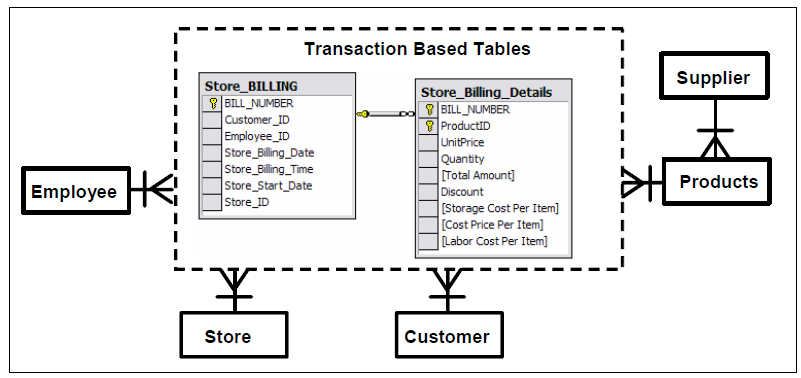 Transaction Based Tables
Store_BILLING
BILL_NUMBER
Customer_ID
Employee_ID
Store_Billing_Date
Store_Billing_Time
Store_Start_Date
Store_ID
Store_Billing_Details
BILL_NUMBER
ProductID
UnitPrice
Quantity
[Total Amount]
Discount
[Storage Cost Per Item]
[Cost Price Per Item]
[Labor Cost Per Item]
Supplier
Employee
Products
Store
Customer